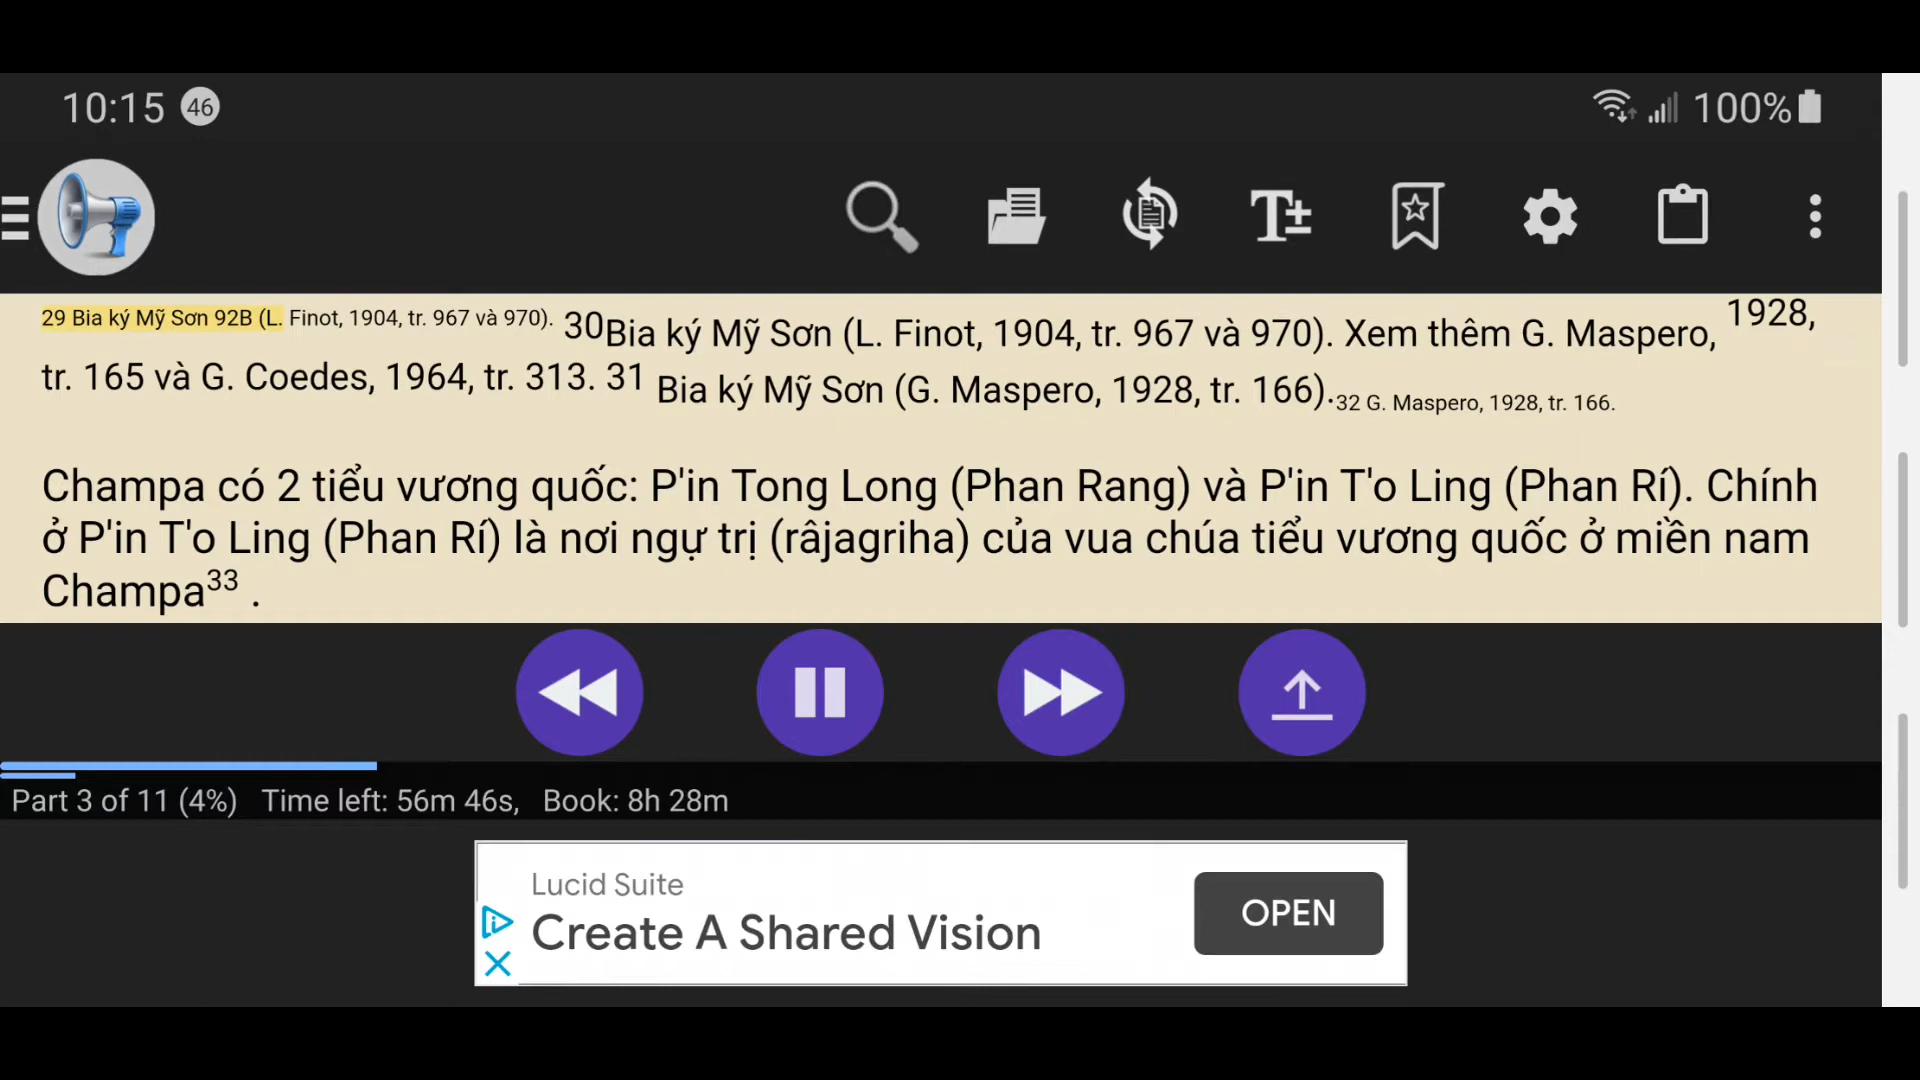 10:15 46 100%
29 Bia ký Mỹ Sơn 92B (L. Finot, 1904, tr. 967 và 970). 30Bia ký Mỹ Sơn (L. Finot, 1904, tr. 967 và 970). Xem thêm G. Maspero, 1928,
tr. 165 và G. Coedes, 1964, tr. 313. 31 Bia ký Mỹ Sơn (G. Maspero, 1928, tr. 166).32 G. Maspero, 1928, tr. 166.
Champa có 2 tiểu vương quốc: P'in Tong Long (Phan Rang) và P'in T'o Ling (Phan Rí). Chính
ở P'in T'o Ling (Phan Rí) là nơi ngự trị (râjagriha) của vua chúa tiểu vương quốc ở miền nam
Champa33 .
Part 3 of 11 (4%) Time left: 56m 46s, Book: 8h 28m
Lucid Suite
Create A Shared Vision
OPEN